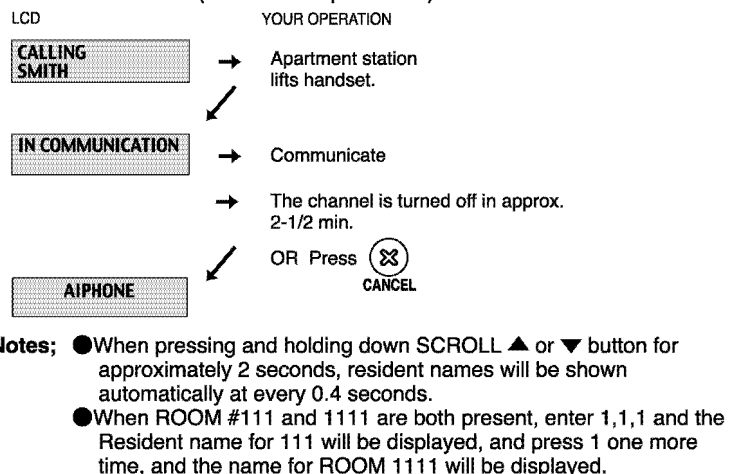 LCD YOUR OPERATION
CALLING
SMITH
→ Apartment station
lifts handset.
IN COMMUNICATION → Communicate
→ The channel is turned off in approx.
2-1/2 min.
OR Press ⊗
CANCEL
AIPHONE
Notes; ●When pressing and holding down SCROLL ▲ or ▼ button for
approximately 2 seconds, resident names will be shown
automatically at every 0.4 seconds.
●When ROOM #111 and 1111 are both present, enter 1,1,1 and the
Resident name for 111 will be displayed, and press 1 one more
time, and the name for ROOM 1111 will be displayed.